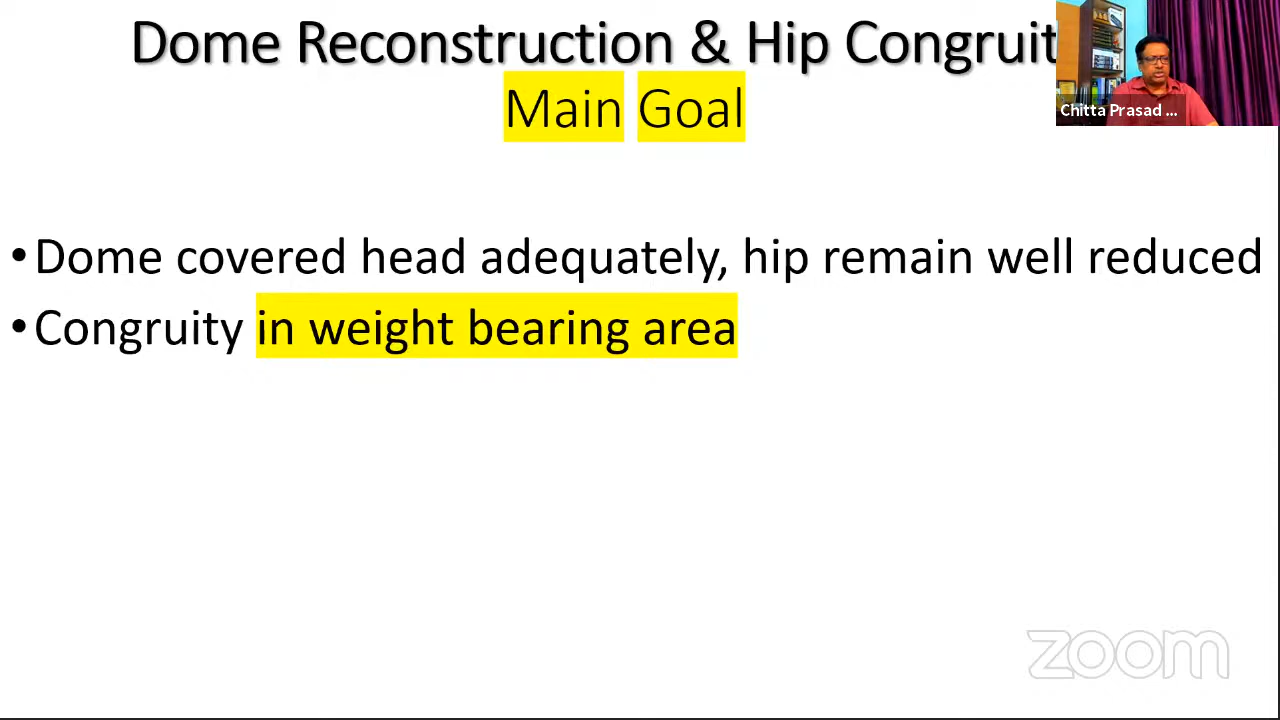 Dome Reconstruction & Hip Congruit
Main Goal
Chitta Prasad ...
•Dome covered head adequately, hip remain well reduced
•Congruity in weight bearing area
zoom